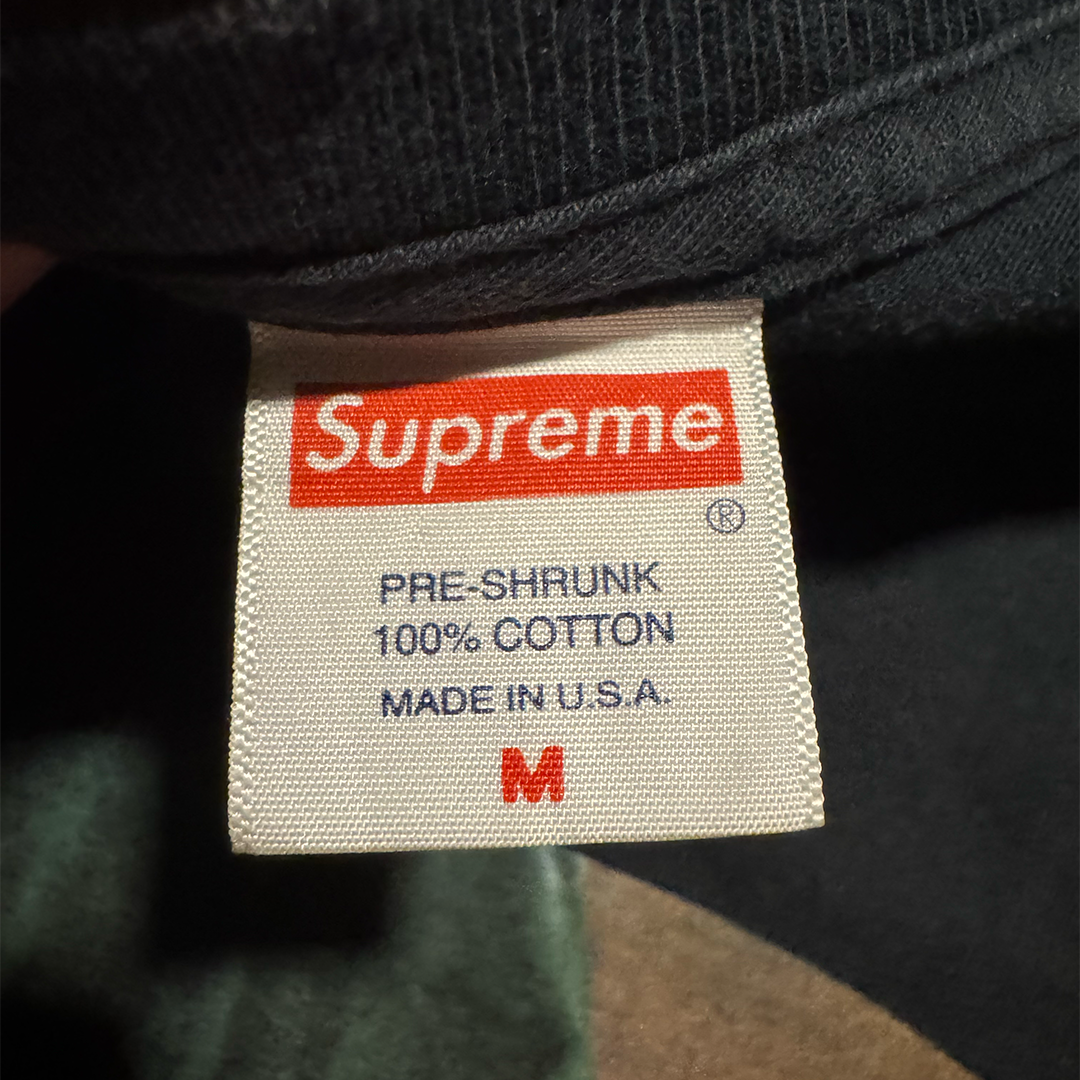 Supreme
®
PRE-SHRUNK
100% COTTON
MADE IN U.S.A.
M